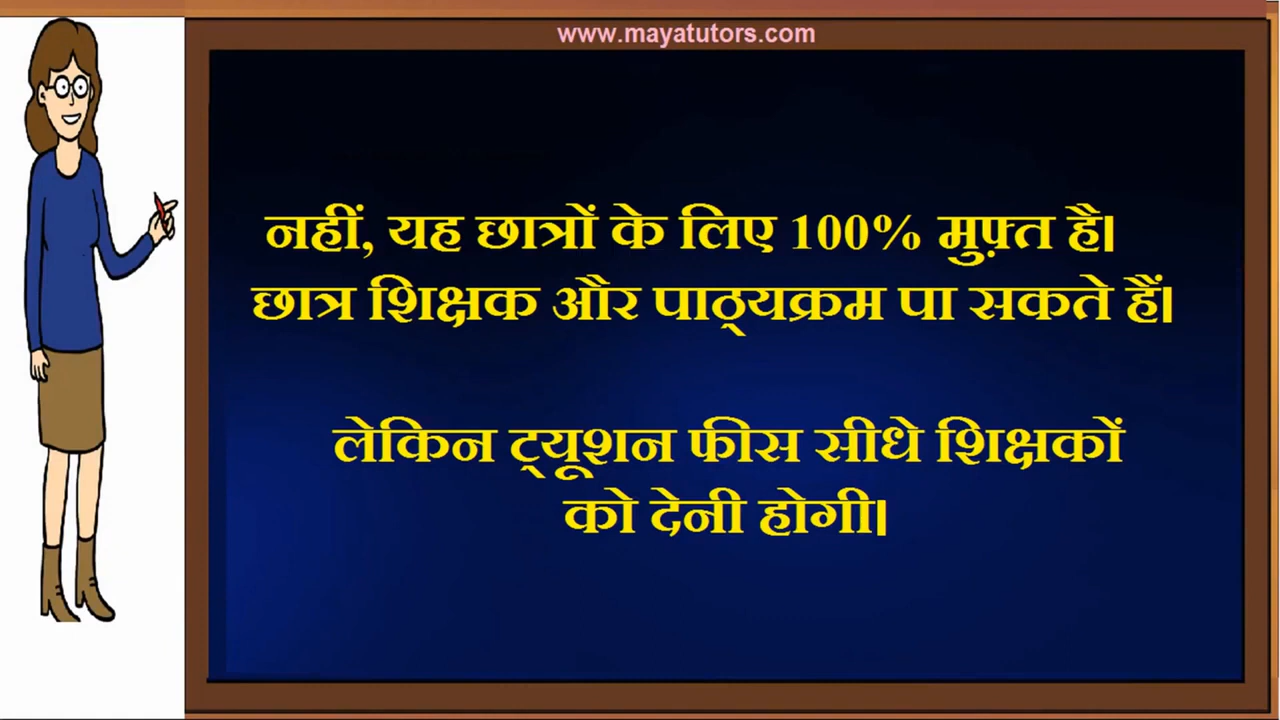 www.mayatutors.com
नहीं, यह छात्रों के लिए 100% मुफ़्त है।
छात्र शिक्षक और पाठ्यक्रम पा सकते हैं।
लेकिन ट्यूशन फीस सीधे शिक्षकों
को देनी होगी।